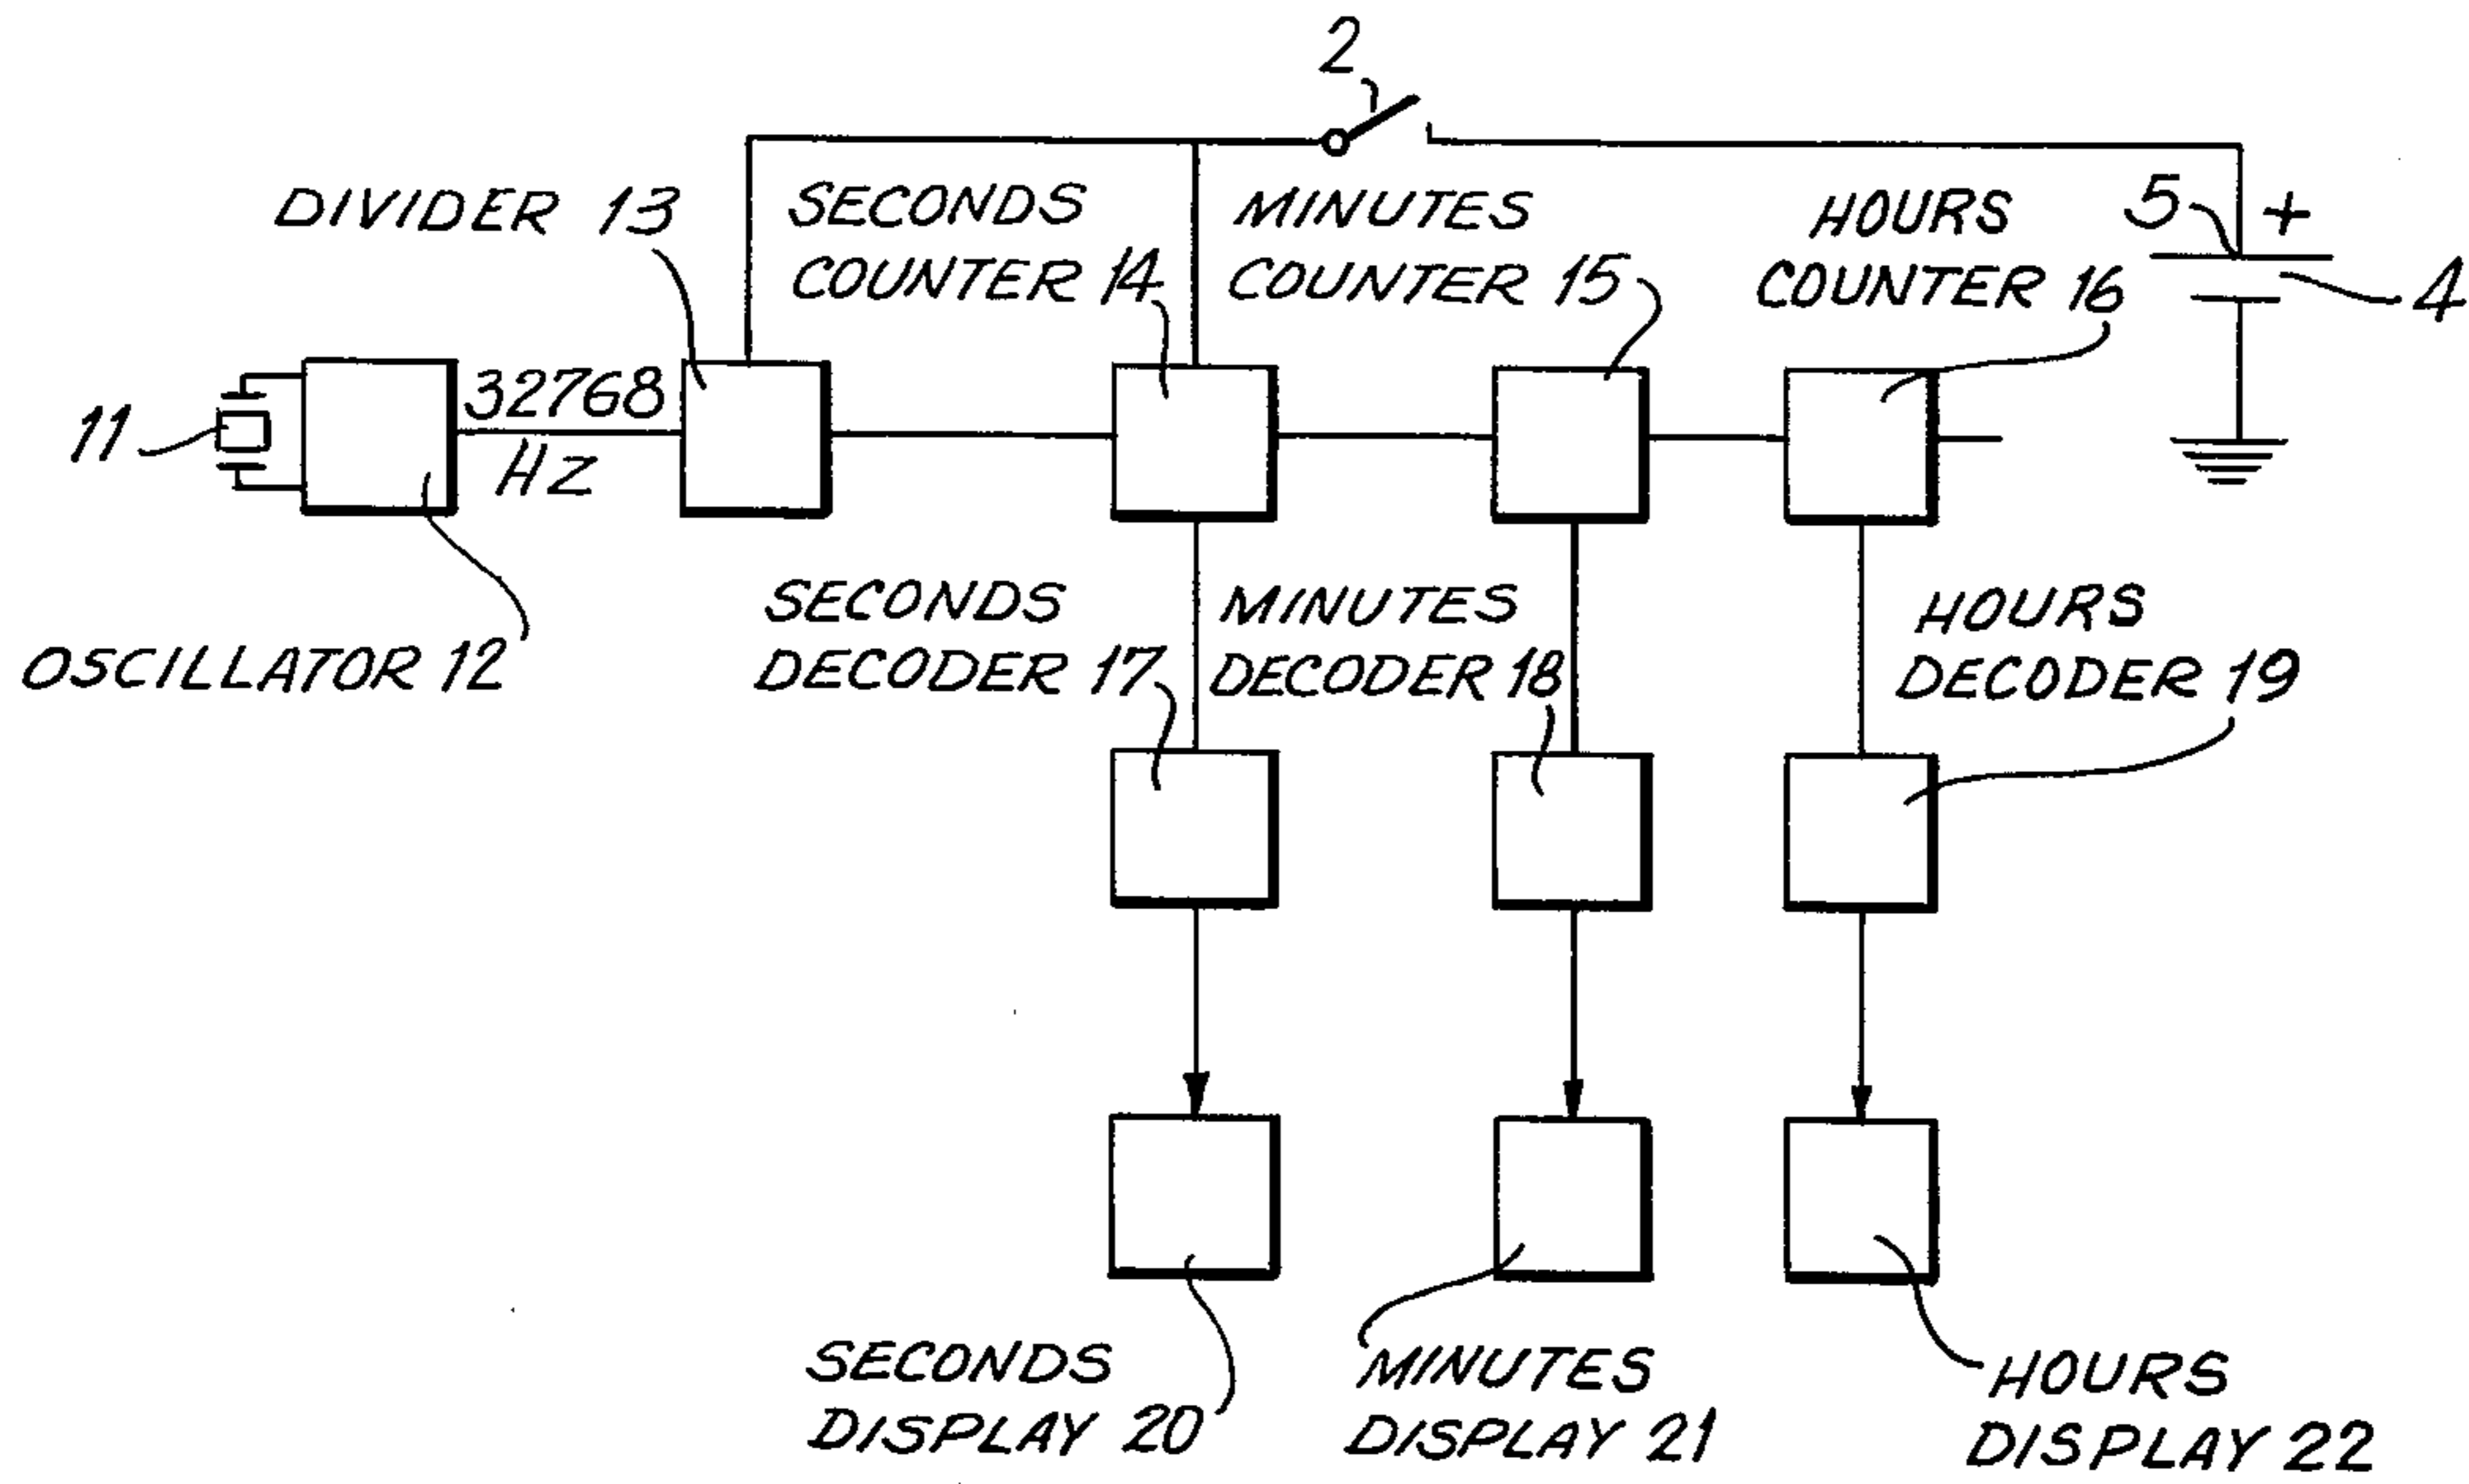 2
DIVIDER 13
SECONDS
COUNTER 14
MINUTES
COUNTER 15
HOURS
COUNTER 16
5
+
4
11
32768
HZ
OSCILLATOR 12
SECONDS
DECODER 17
MINUTES
DECODER 18
HOURS
DECODER 19
SECONDS
DISPLAY 20
MINUTES
DISPLAY 21
HOURS
DISPLAY 22